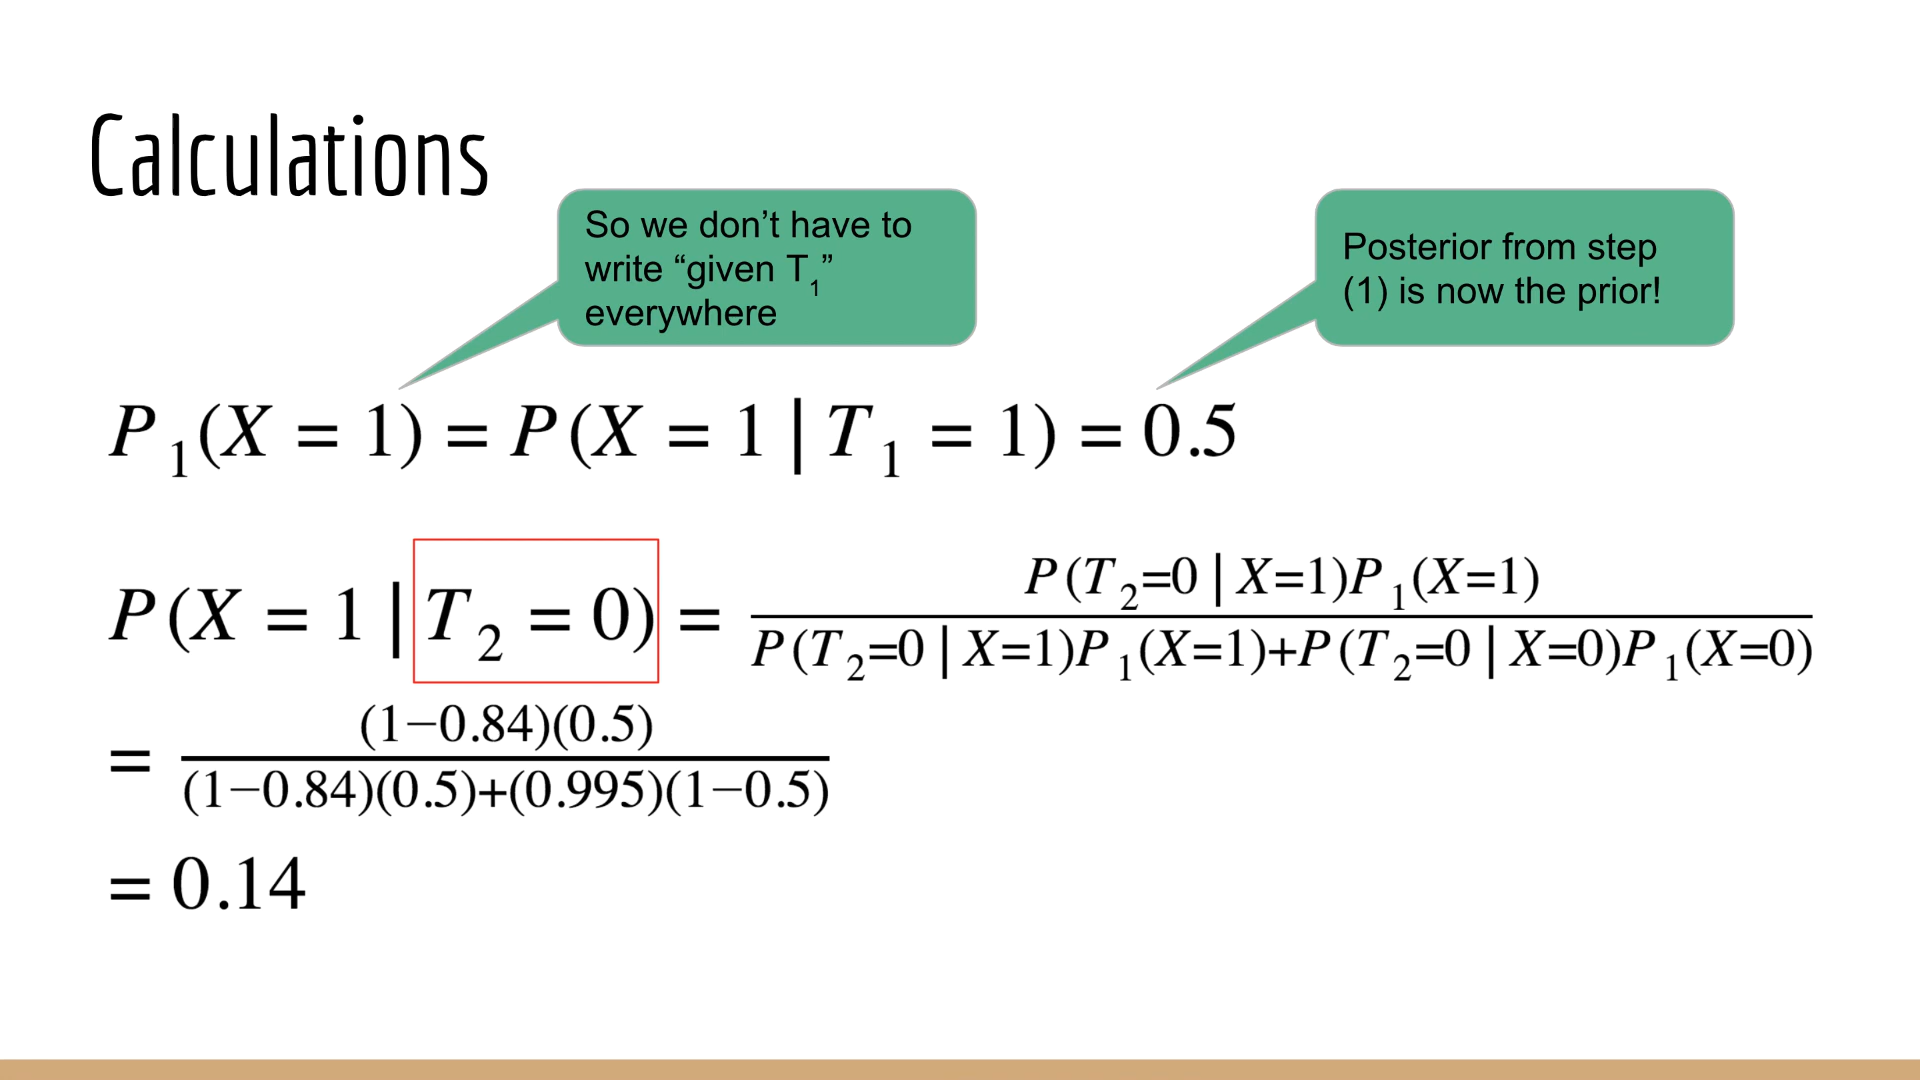 Calculations
So we don’t have to
write “given T₁”
everywhere
Posterior from step
(1) is now the prior!
P₁(X = 1) = P(X = 1 | T₁ = 1) = 0.5
P(X = 1 | T₂ = 0) = P(T₂=0 | X=1)P₁(X=1)
P(T₂=0 | X=1)P₁(X=1)+P(T₂=0 | X=0)P₁(X=0)
= (1−0.84)(0.5)
(1−0.84)(0.5)+(0.995)(1−0.5)
= 0.14